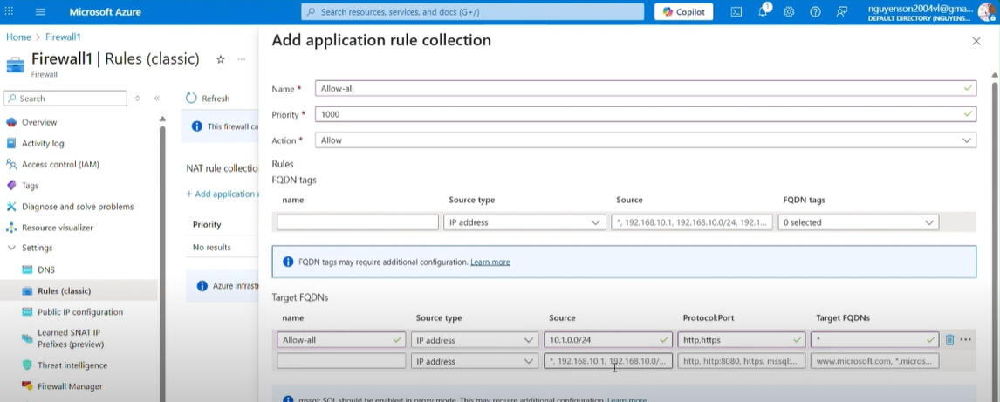 Microsoft Azure
Search resources, services, and docs (G+/)
Copilot
1
nguyenson2004vl@gma...
DEFAULT DIRECTORY (NGUYENS...
Home > Firewall1
Firewall1 | Rules (classic)
Firewall
Search
Overview
Activity log
Access control (IAM)
Tags
Diagnose and solve problems
Resource visualizer
Settings
DNS
Rules (classic)
Public IP configuration
Learned SNAT IP
Prefixes (preview)
Threat intelligence
Firewall Manager
Refresh
This firewall ca
NAT rule collectio
+ Add application
Priority
No results
Azure infrast
Add application rule collection
Name *
Allow-all
Priority *
1000
Action *
Allow
Rules
FQDN tags
name Source type Source FQDN tags
IP address *, 192.168.10.1, 192.168.10.0/24, 192.1... 0 selected
FQDN tags may require additional configuration. Learn more
Target FQDNs
name Source type Source Protocol:Port Target FQDNs
Allow-all IP address 10.1.0.0/24 http,https *
IP address *, 192.168.10.1, 192.168.10.0/... http, http:8080, https, mssql:... www.microsoft.com, *.micros...
mssql: SQL should be enabled in proxy mode. This may require additional configuration. Learn more